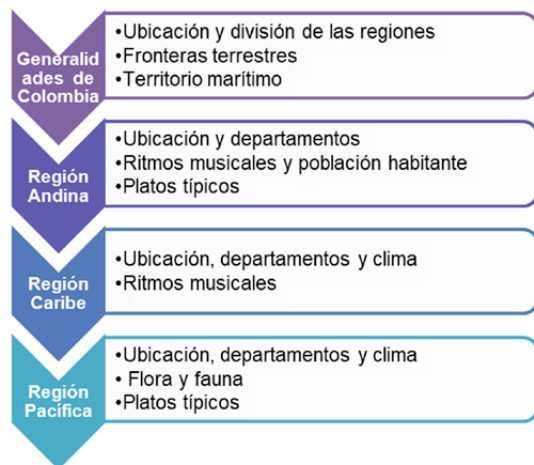 Generalid
ades de
Colombia
•Ubicación y división de las regiones
•Fronteras terrestres
•Territorio marítimo
Región
Andina
•Ubicación y departamentos
•Ritmos musicales y población habitante
•Platos típicos
Región
Caribe
•Ubicación, departamentos y clima
•Ritmos musicales
Región
Pacifica
•Ubicación, departamentos y clima
• Flora y fauna
•Platos típicos